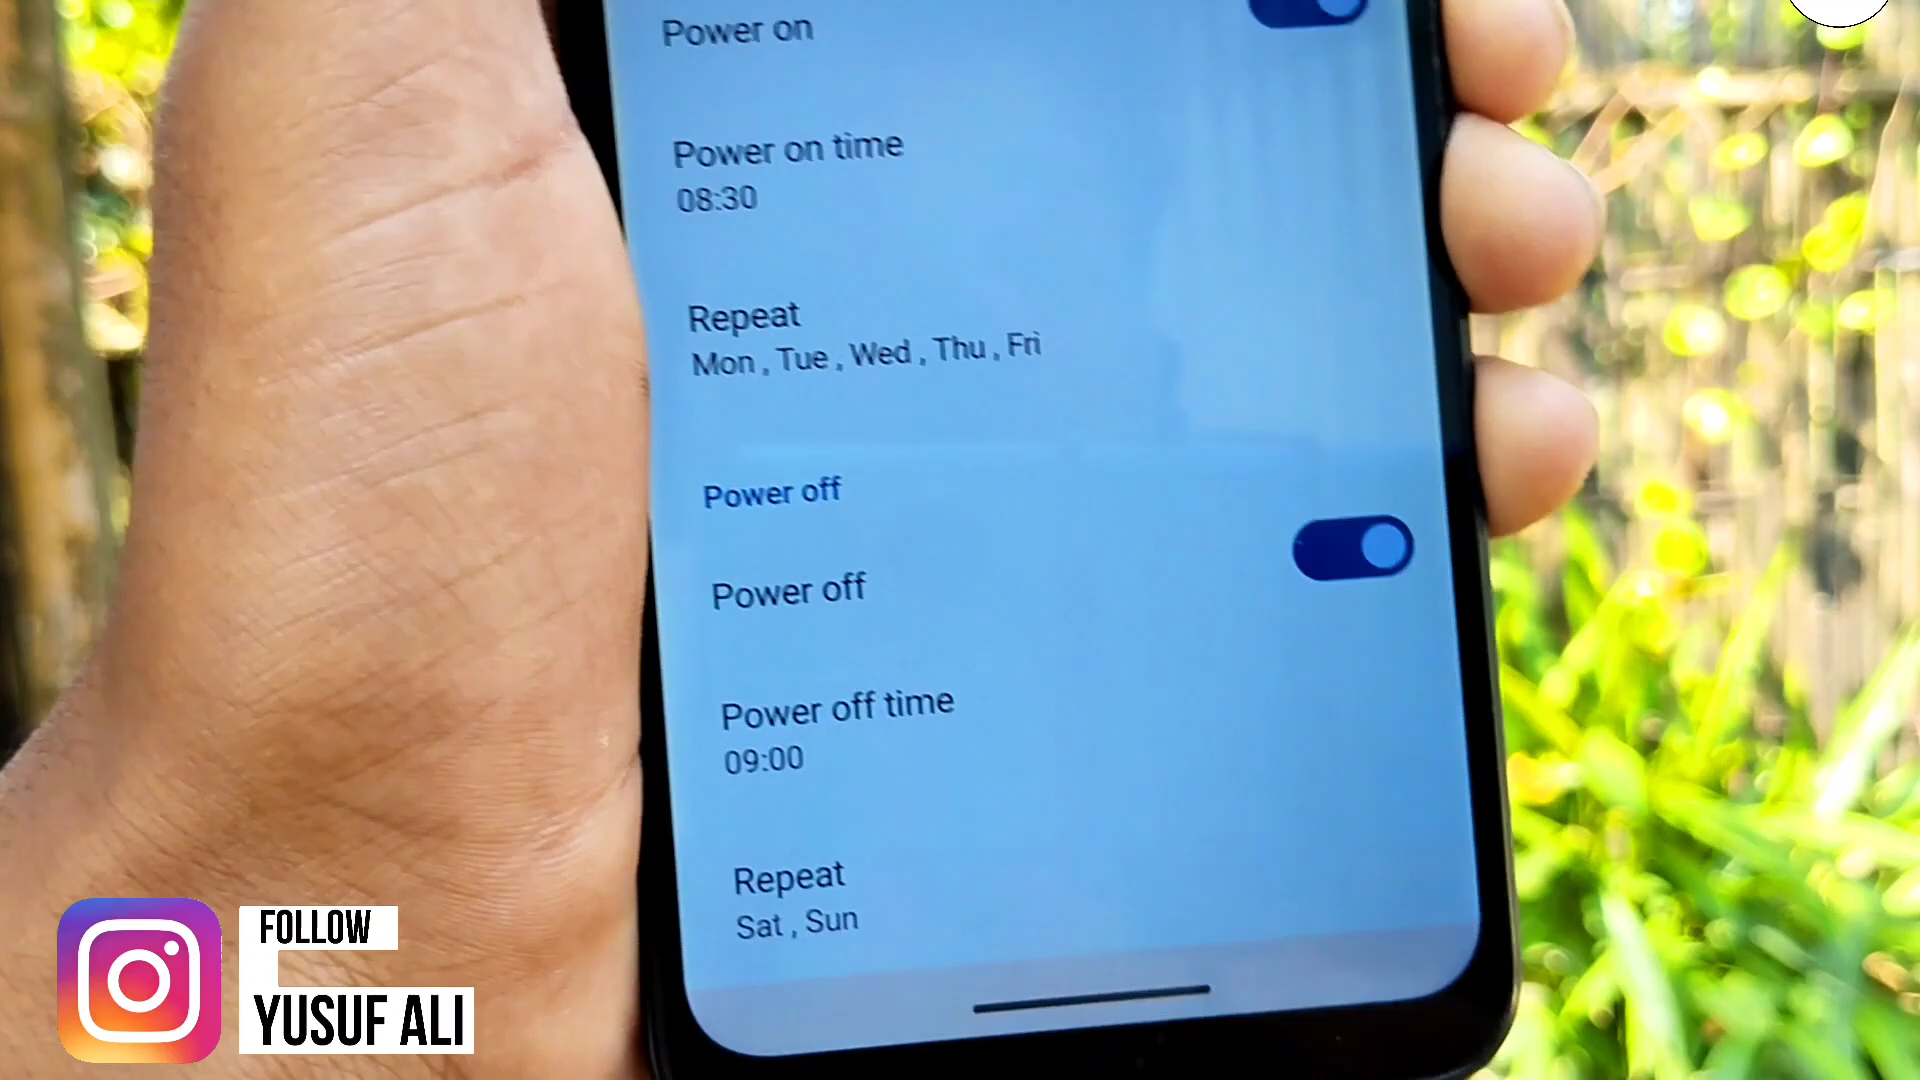 Power on
Power on time
08:30
Repeat
Mon , Tue , Wed , Thu , Fri
Power off
Power off
Power off time
09:00
Repeat
Sat , Sun
FOLLOW
YUSUF ALI